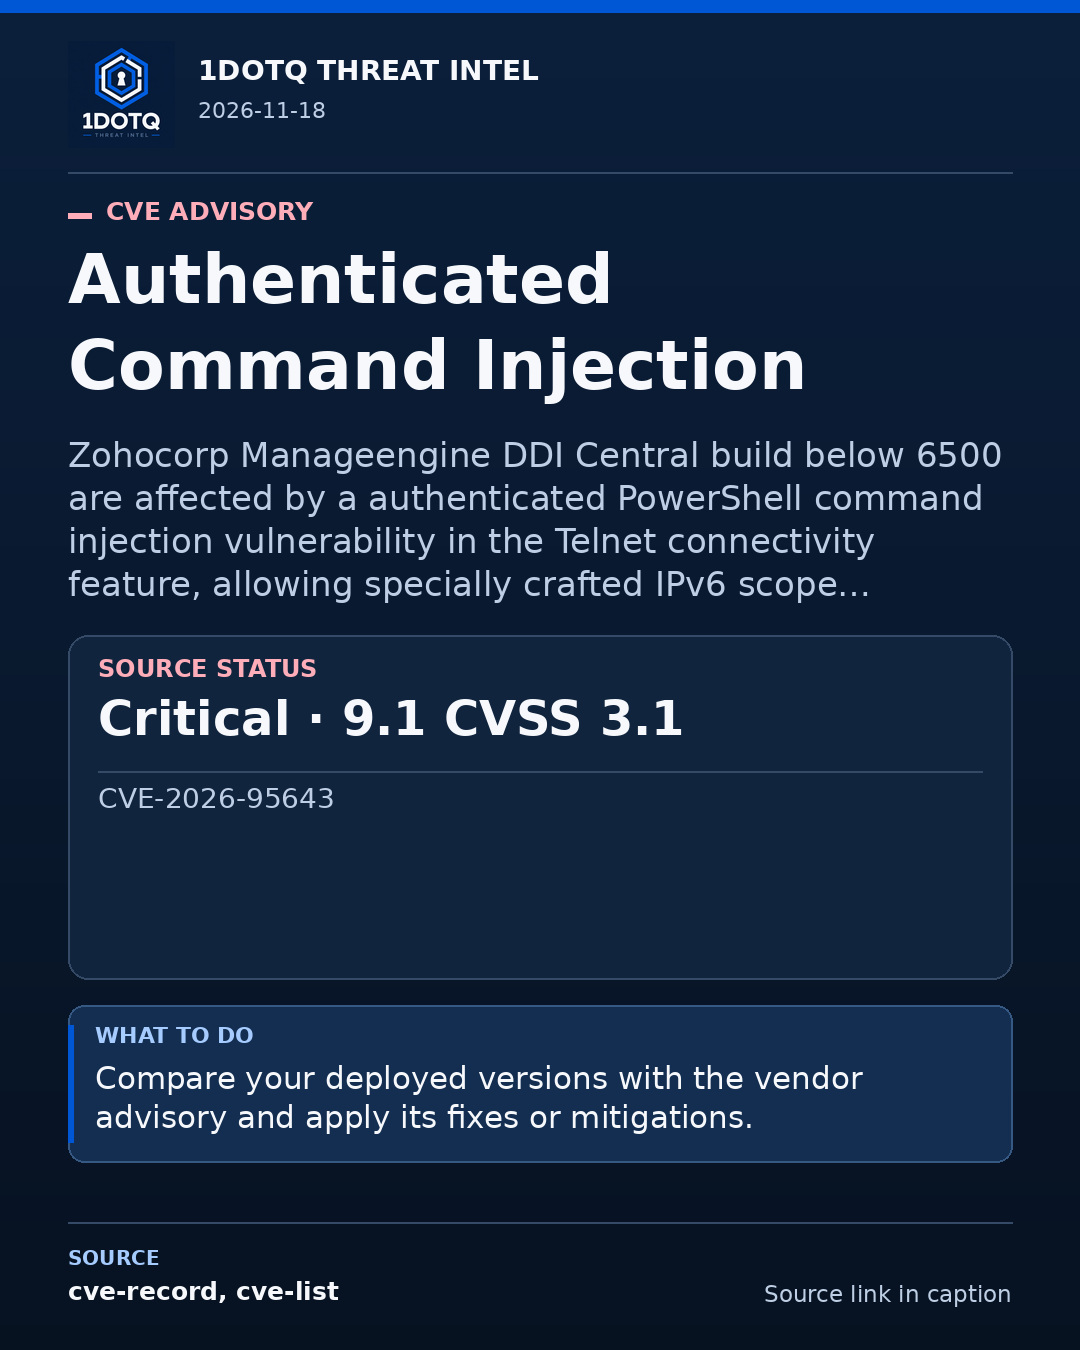 1DOTQ
THREAT INTEL
1DOTQ THREAT INTEL
2026-11-18
CVE ADVISORY
Authenticated
Command Injection
Zohocorp Manageengine DDI Central build below 6500
are affected by a authenticated PowerShell command
injection vulnerability in the Telnet connectivity
feature, allowing specially crafted IPv6 scope...
SOURCE STATUS
Critical · 9.1 CVSS 3.1
CVE-2026-95643
WHAT TO DO
Compare your deployed versions with the vendor
advisory and apply its fixes or mitigations.
SOURCE
cve-record, cve-list
Source link in caption